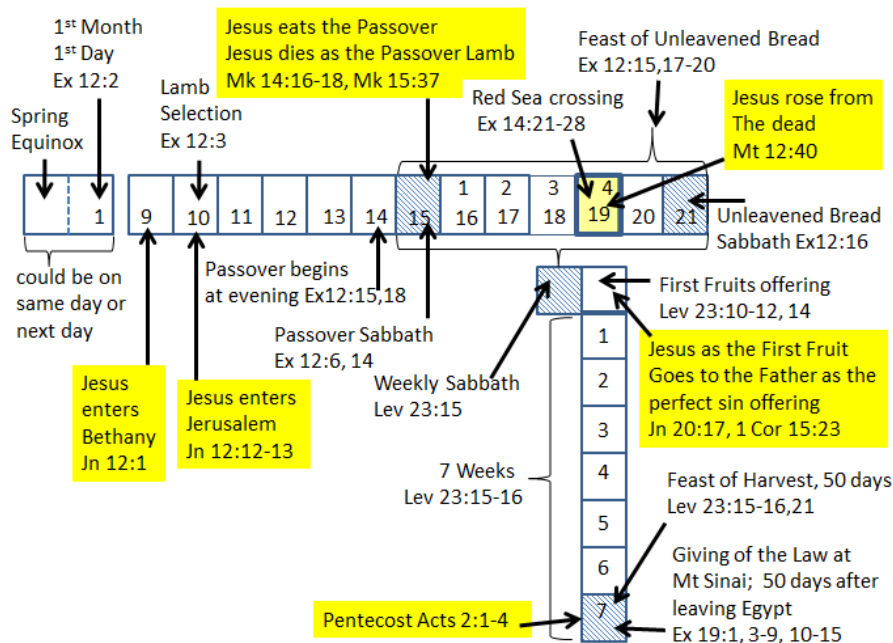 1st Month
1st Day
Ex 12:2
Spring
Equinox
Lamb
Selection
Ex 12:3
Jesus eats the Passover
Jesus dies as the Passover Lamb
Mk 14:16-18, Mk 15:37
Feast of Unleavened Bread
Ex 12:15,17-20
Red Sea crossing
Ex 14:21-28
Jesus rose from
The dead
Mt 12:40
1 2 3 4
1 9 10 11 12 13 14 15 16 17 18 19 20 21
could be on
same day or
next day
Passover begins
at evening Ex12:15,18
Passover Sabbath
Ex 12:6, 14
Unleavened Bread
Sabbath Ex12:16
Jesus
enters
Bethany
Jn 12:1
Jesus enters
Jerusalem
Jn 12:12-13
Weekly Sabbath
Lev 23:15
First Fruits offering
Lev 23:10-12, 14
Jesus as the First Fruit
Goes to the Father as the
perfect sin offering
Jn 20:17, 1 Cor 15:23
7 Weeks
Lev 23:15-16
1
2
3
4
5
6
7
Feast of Harvest, 50 days
Lev 23:15-16,21
Giving of the Law at
Mt Sinai; 50 days after
leaving Egypt
Ex 19:1, 3-9, 10-15
Pentecost Acts 2:1-4